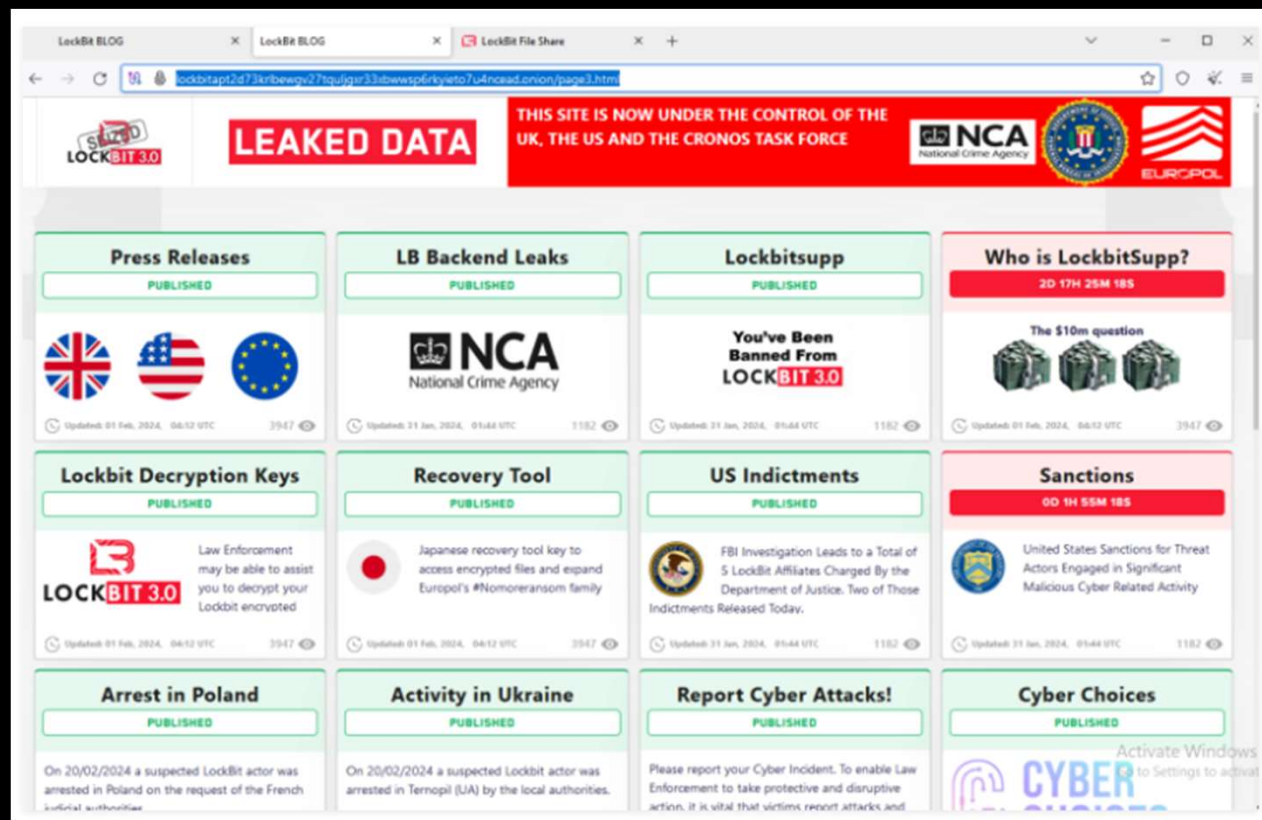 LockBit BLOG
LockBit BLOG
LockBit File Share
SEIZED
LOCKBIT 3.0
LEAKED DATA
THIS SITE IS NOW UNDER THE CONTROL OF THE
UK, THE US AND THE CRONOS TASK FORCE
NCA
National Crime Agency
EUROPOL
Press Releases
PUBLISHED
Updated: 01 Feb, 2024, 04:12 UTC
3947
LB Backend Leaks
PUBLISHED
NCA
National Crime Agency
Updated: 31 Jan, 2024, 01:44 UTC
1182
Lockbitsupp
PUBLISHED
You've Been
Banned From
LOCKBIT 3.0
Updated: 31 Jan, 2024, 01:44 UTC
1182
Who is LockbitSupp?
2D 17H 25M 18S
The $10m question
Updated: 01 Feb, 2024, 04:12 UTC
3947
Lockbit Decryption Keys
PUBLISHED
LOCKBIT 3.0
Law Enforcement
may be able to assist
you to decrypt your
Lockbit encrypted
Updated: 01 Feb, 2024, 04:12 UTC
3947
Recovery Tool
PUBLISHED
Japanese recovery tool key to
access encrypted files and expand
Europol's #Nomoreransom family
Updated: 01 Feb, 2024, 04:12 UTC
3947
US Indictments
PUBLISHED
FBI Investigation Leads to a Total of
5 LockBit Affiliates Charged By the
Department of Justice. Two of Those
Indictments Released Today.
Updated: 31 Jan, 2024, 01:44 UTC
1182
Sanctions
0D 1H 55M 18S
United States Sanctions for Threat
Actors Engaged in Significant
Malicious Cyber Related Activity
Updated: 31 Jan, 2024, 01:44 UTC
1182
Arrest in Poland
PUBLISHED
On 20/02/2024 a suspected LockBit actor was
arrested in Poland on the request of the French
judicial authorities
Activity in Ukraine
PUBLISHED
On 20/02/2024 a suspected Lockbit actor was
arrested in Ternopil (UA) by the local authorities.
Report Cyber Attacks!
PUBLISHED
Please report your Cyber Incident. To enable Law
Enforcement to take protective and disruptive
action, it is vital that victims report attacks and
Cyber Choices
PUBLISHED
CYBER
CHOICES
Activate Windows
to Settings to activat